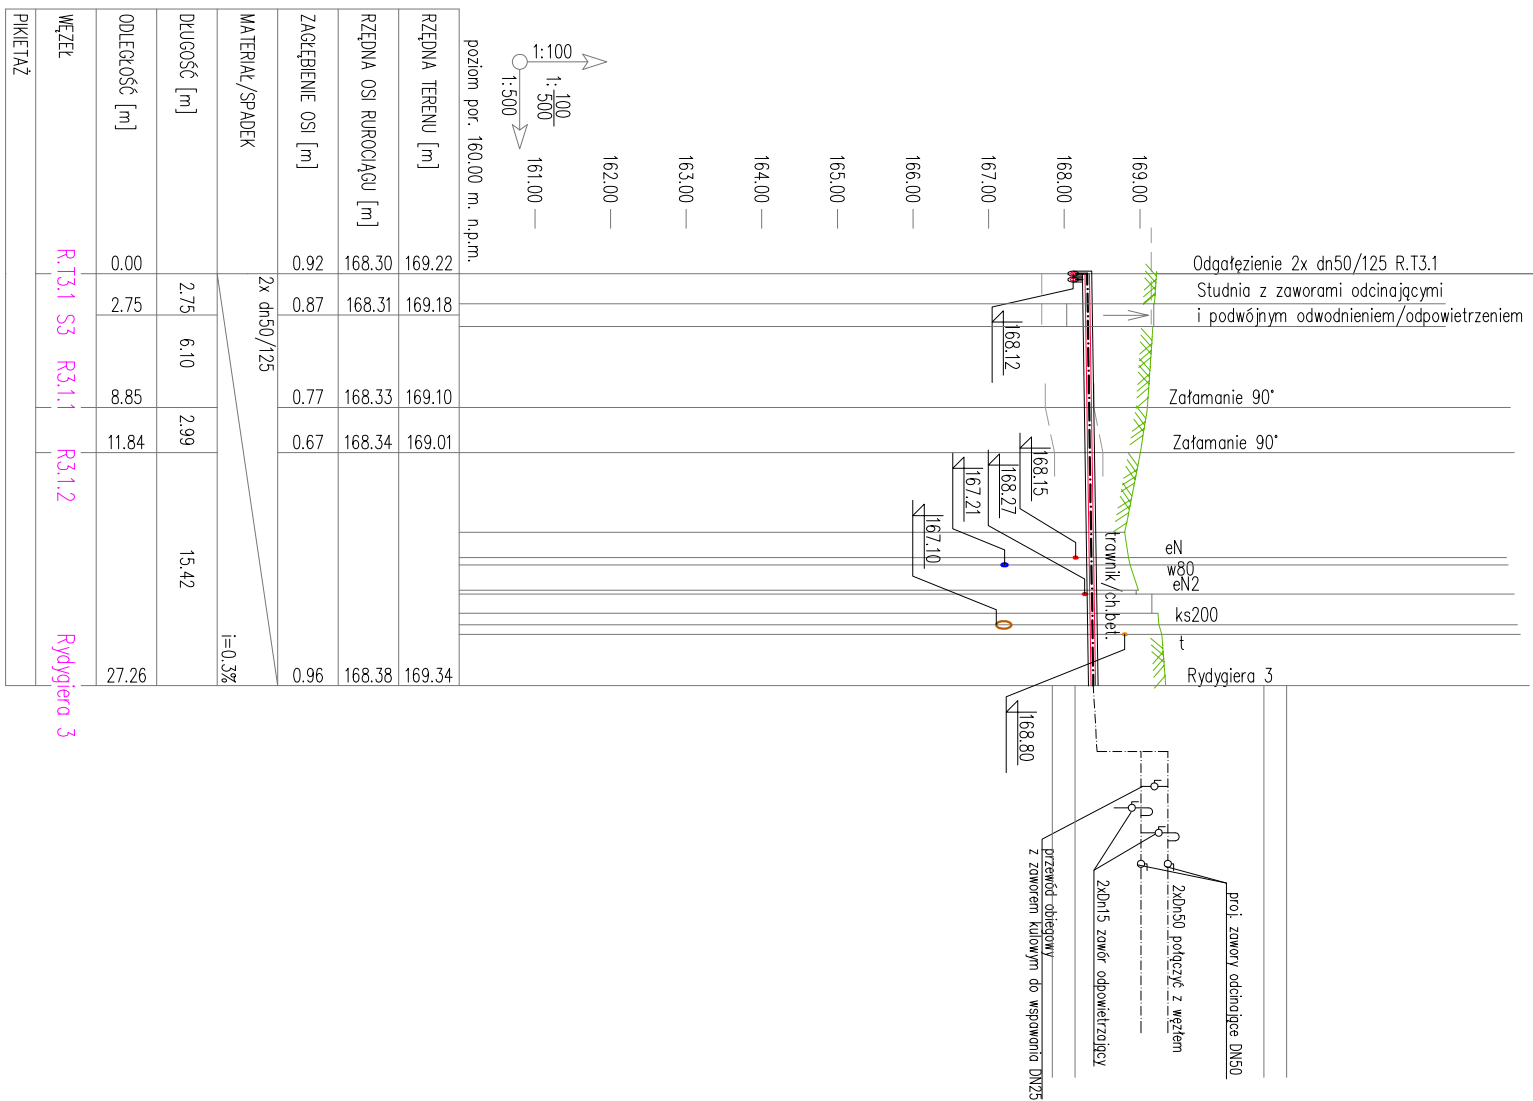 1:100
1: 100
500
1:500
169.00
168.00
167.00
166.00
165.00
164.00
163.00
162.00
161.00
poziom por. 160.00 m. n.p.m.
Odgałęzienie 2x dn50/125 R.T3.1
Studnia z zaworami odcinającymi
i podwójnym odwodnieniem/odpowietrzeniem
Załamanie 90°
Załamanie 90°
eN
w80
eN2
ks200
t
Rydygiera 3
trawnik/ch.bet.
168.12
168.15
168.27
167.21
167.10
168.80
proj. zawory odcinające DN50
2xDn50 połączyć z węzłem
2xDn15 zawór odpowietrzający
przewód obiegowy
z zaworem kulowym do wspawania DN25
RZĘDNA TERENU [m]
169.22
169.18
169.10
169.01
169.34
RZĘDNA OSI RUROCIĄGU [m]
168.30
168.31
168.33
168.34
168.38
ZAGŁĘBIENIE OSI [m]
0.92
0.87
0.77
0.67
0.96
MATERIAŁ/SPADEK
2x dn50/125
i=0.3%
DŁUGOŚĆ [m]
2.75
6.10
2.99
15.42
ODLEGŁOŚĆ [m]
0.00
2.75
8.85
11.84
27.26
WĘZEŁ
R.T3.1
S3
R3.1.1
R3.1.2
Rydygiera 3
PIKIETAŻ